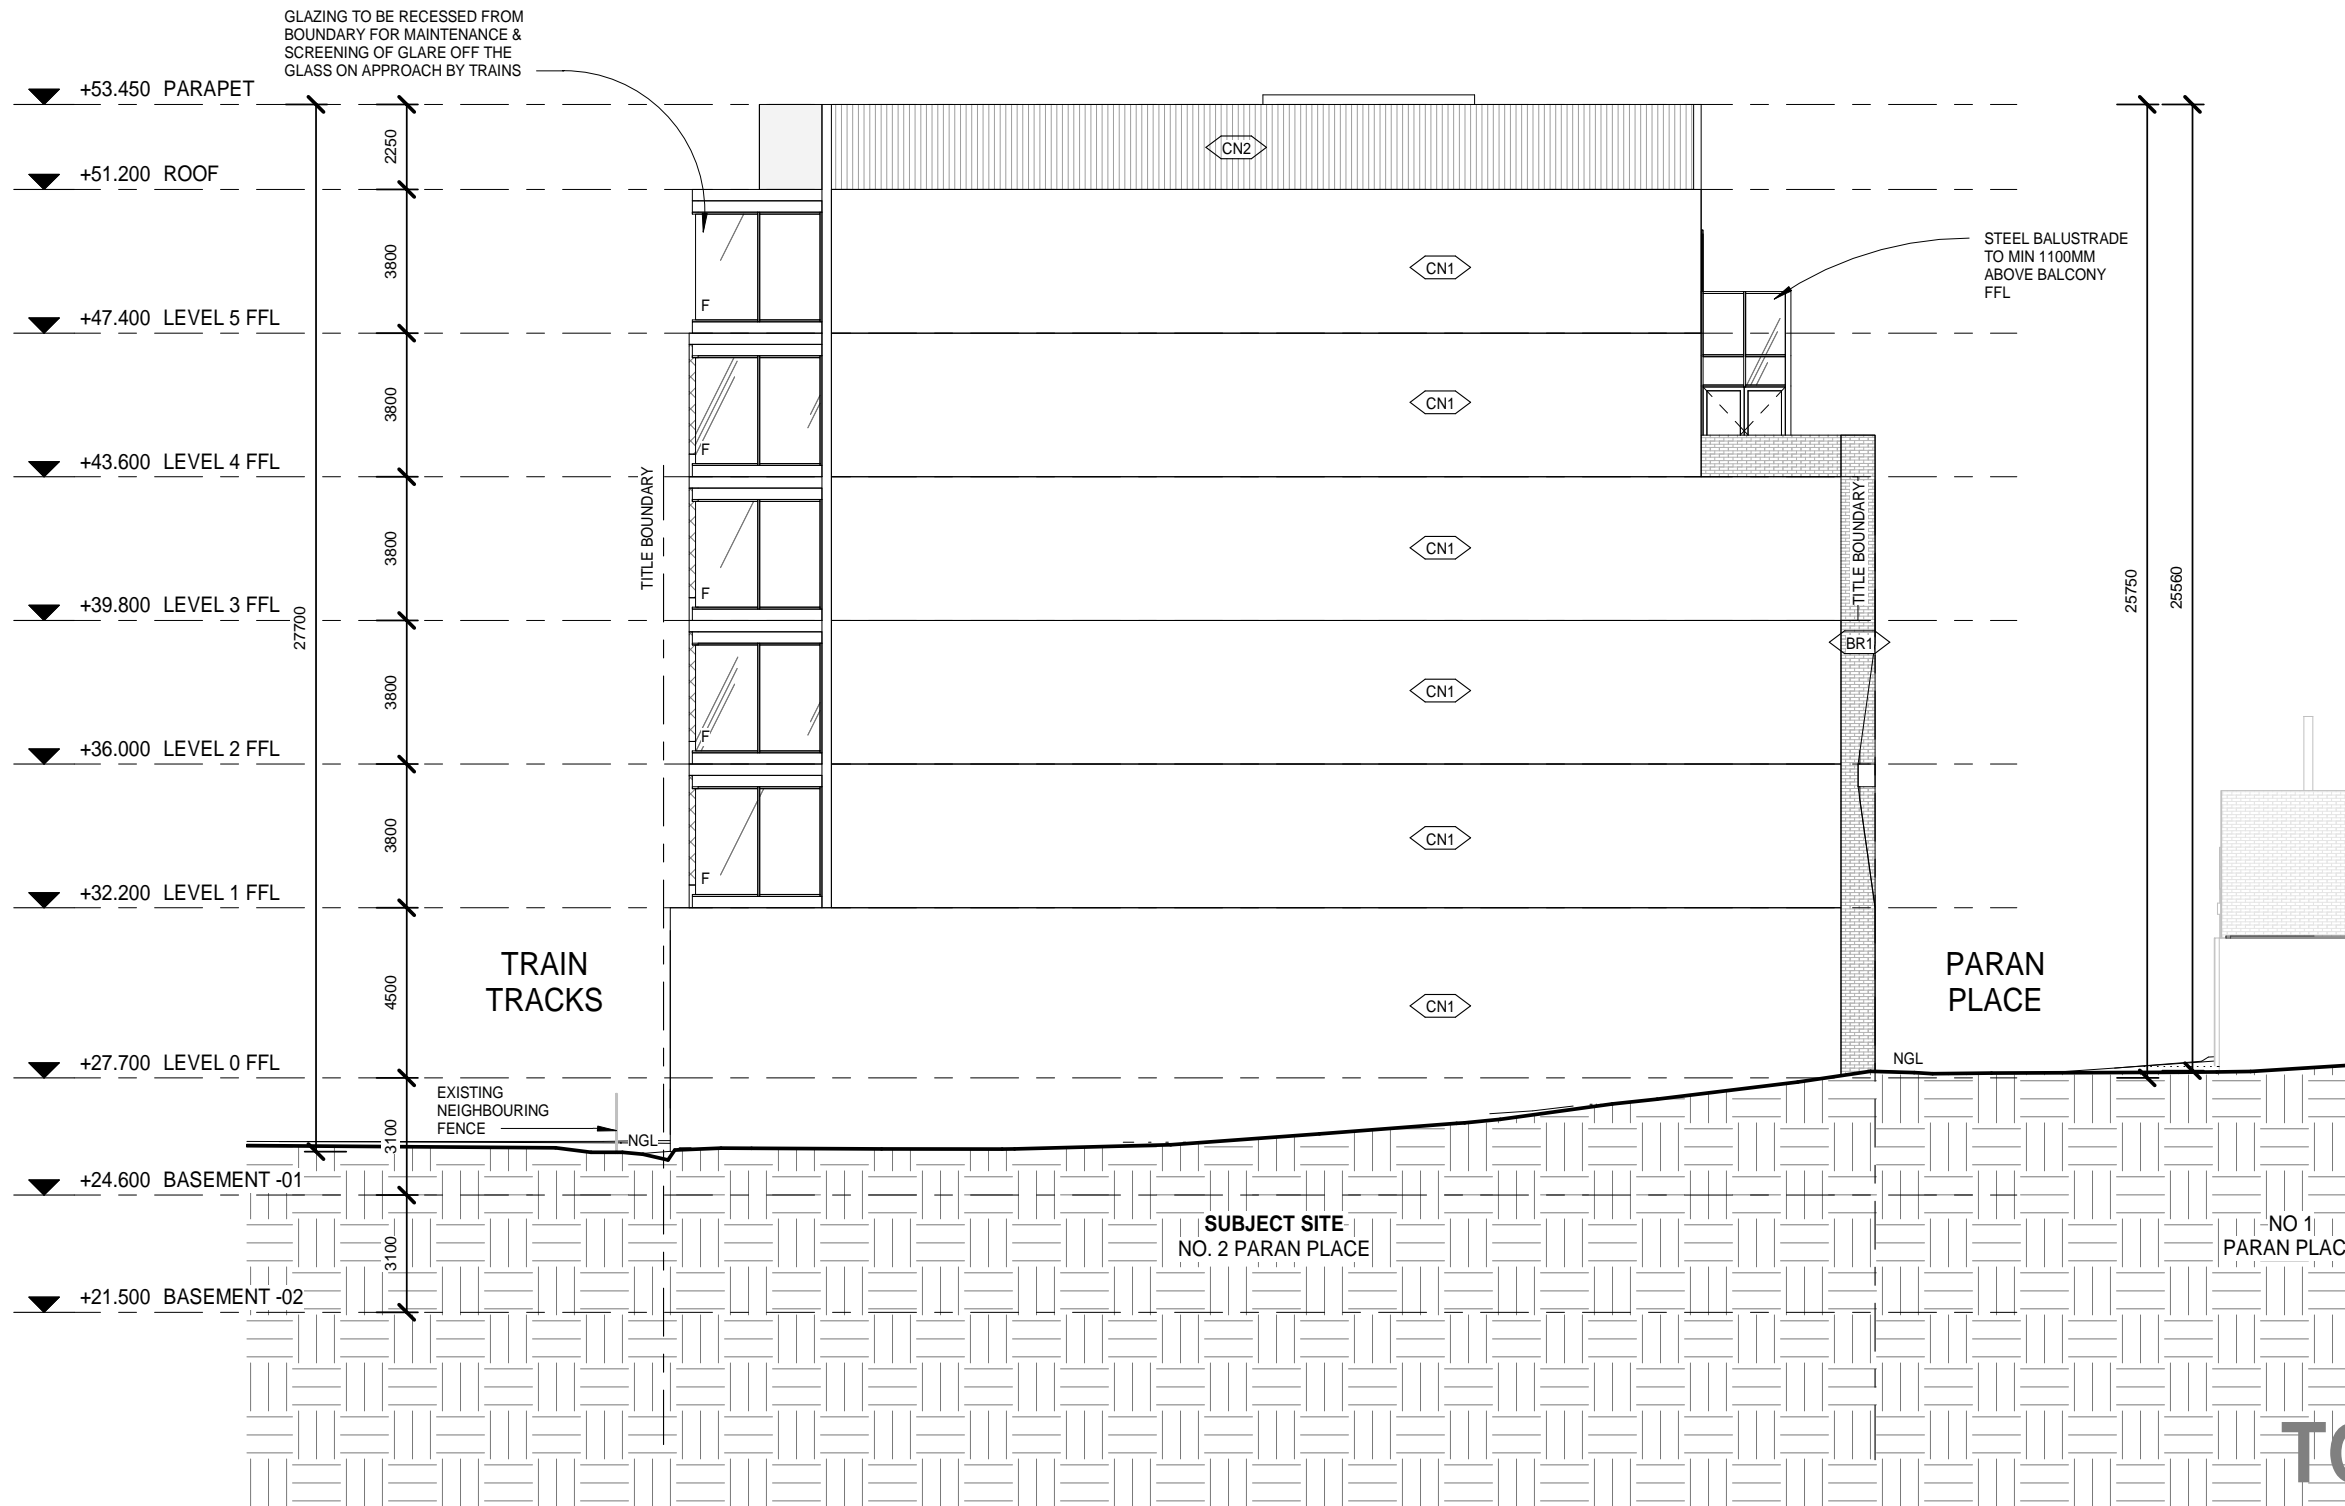 GLAZING TO BE RECESSED FROM
BOUNDARY FOR MAINTENANCE &
SCREENING OF GLARE OFF THE
GLASS ON APPROACH BY TRAINS
+53.450 PARAPET
2250
CN2
+51.200 ROOF
3800
CN1
F
STEEL BALUSTRADE
TO MIN 1100MM
ABOVE BALCONY
FFL
+47.400 LEVEL 5 FFL
3800
CN1
F
+43.600 LEVEL 4 FFL
TITLE BOUNDARY
3800
CN1
F
TITLE BOUNDARY
25750
25560
+39.800 LEVEL 3 FFL
27700
3800
CN1
F
BR1
+36.000 LEVEL 2 FFL
3800
CN1
F
+32.200 LEVEL 1 FFL
TRAIN
TRACKS
4500
CN1
PARAN
PLACE
NGL
+27.700 LEVEL 0 FFL
EXISTING
NEIGHBOURING
FENCE
NGL
3100
+24.600 BASEMENT -01
3100
SUBJECT SITE
NO. 2 PARAN PLACE
NO 1
PARAN PLAC
+21.500 BASEMENT -02